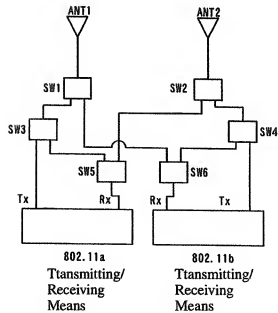 ANT1 ANT2
SW1 SW2
SW3 SW4
SW5 SW6
Tx Rx Rx Tx
802.11a 802.11b
Ttansmitting/ Ttansmitting/
Receiving Receiving
Means Means